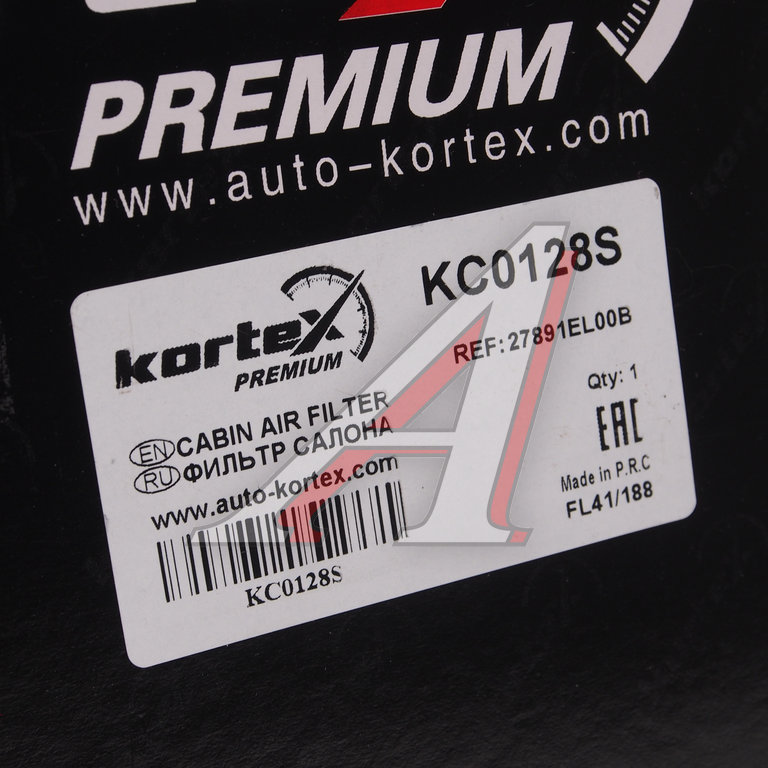 PREMIUM
www.auto-kortex.com
kortex
PREMIUM
KC0128S
REF: 27891EL00B
Qty: 1
EAC
EN CABIN AIR FILTER
RU ФИЛЬТР САЛОНА
www.auto-kortex.com
Made in P.R.C
FL41/188
KC0128S